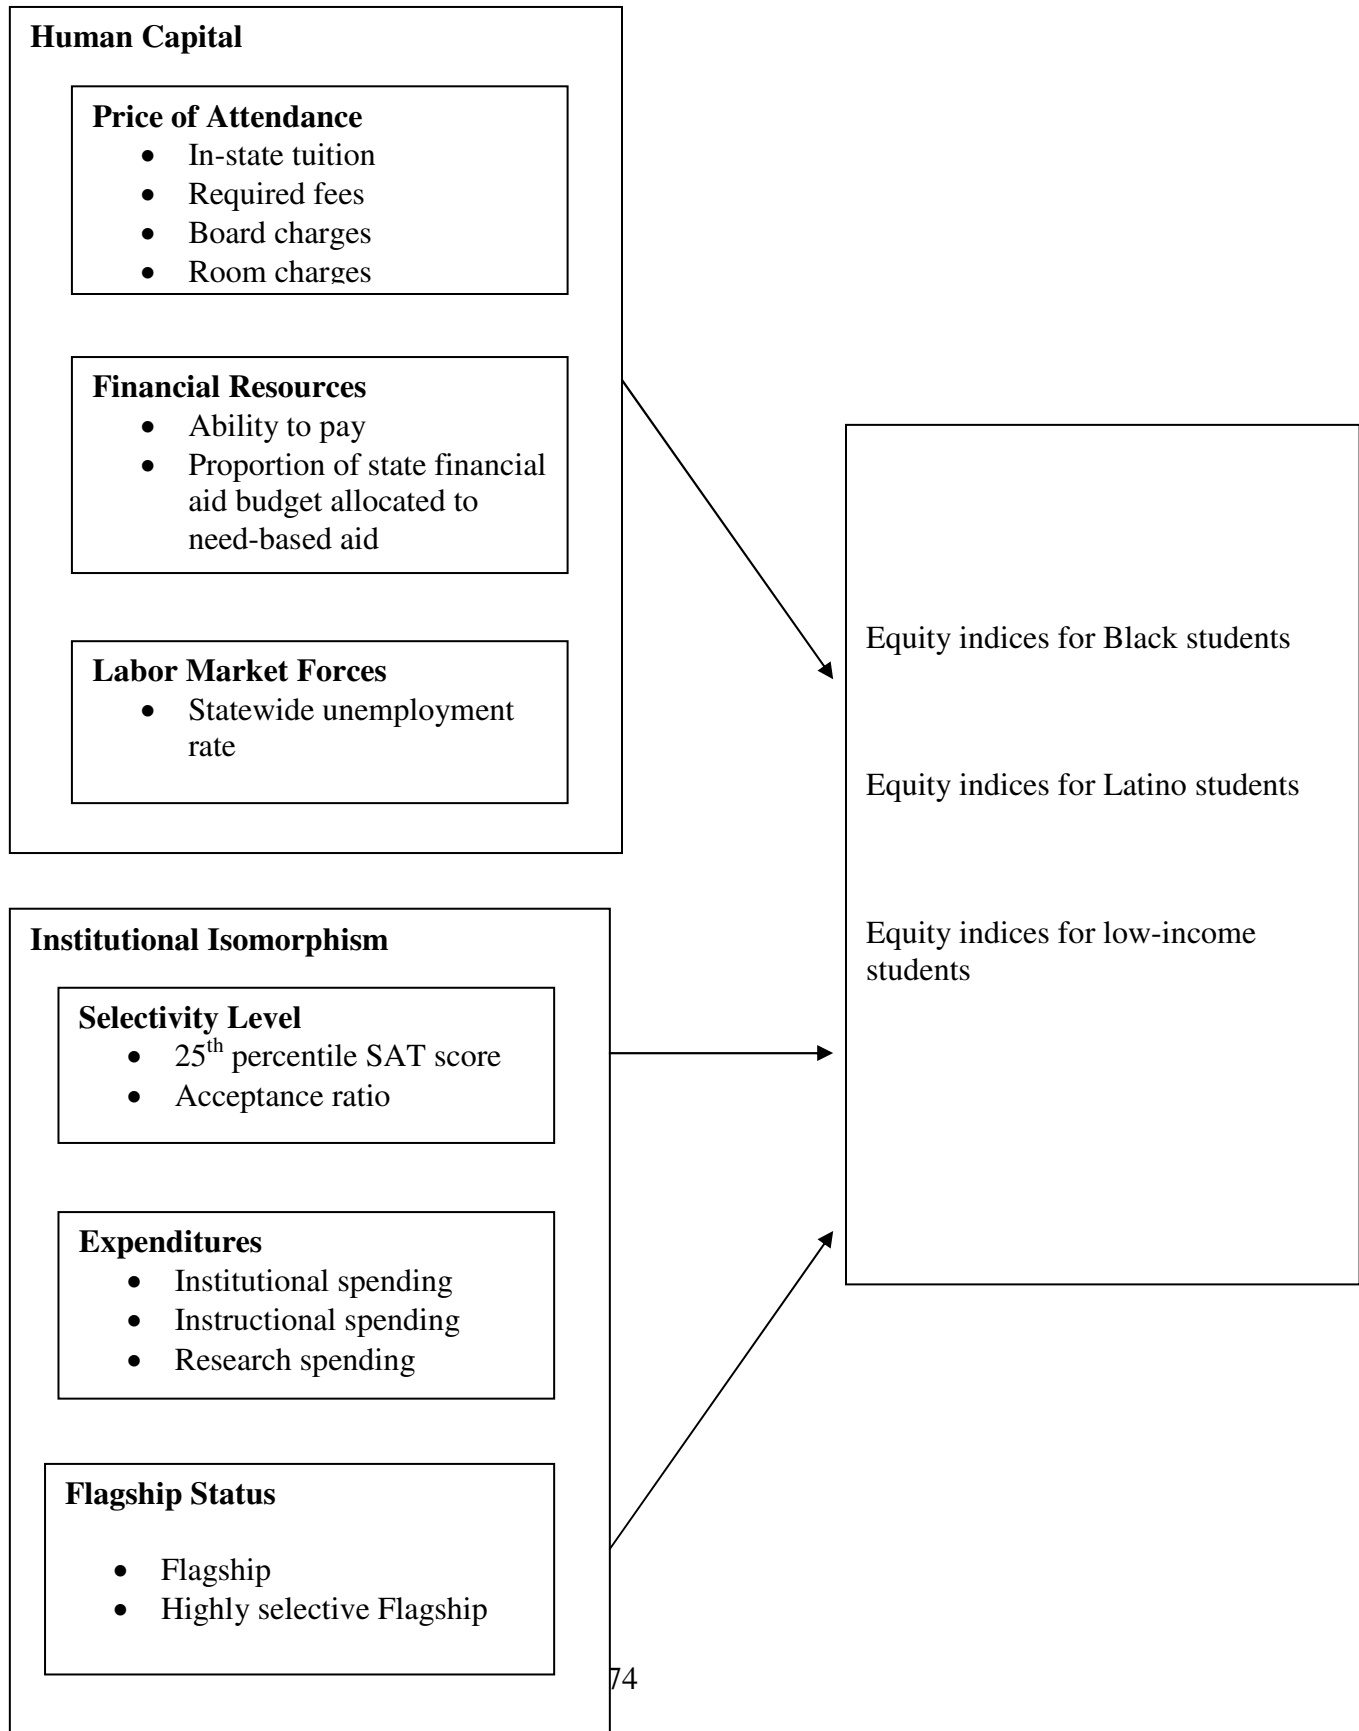 Human Capital
Price of Attendance
• In-state tuition
• Required fees
• Board charges
• Room charges
Financial Resources
• Ability to pay
• Proportion of state financial
aid budget allocated to
need-based aid
Labor Market Forces
• Statewide unemployment
rate
Institutional Isomorphism
Selectivity Level
• 25th percentile SAT score
• Acceptance ratio
Expenditures
• Institutional spending
• Instructional spending
• Research spending
Flagship Status
• Flagship
• Highly selective Flagship
Equity indices for Black students
Equity indices for Latino students
Equity indices for low-income
students
74